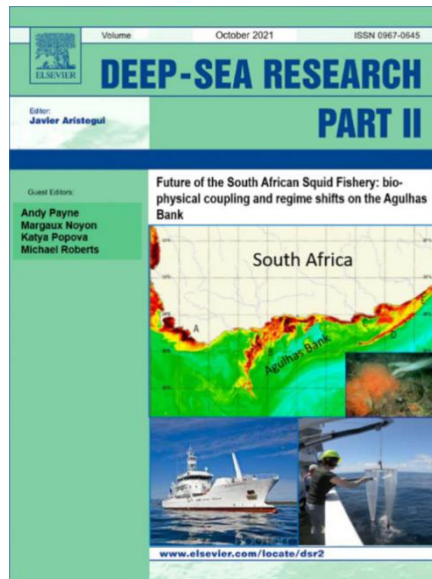 Volume
October 2021
ISSN 0967-0645
ELSEVIER
DEEP-SEA RESEARCH
PART II
Editor:
Javier Arístegui
Guest Editors:
Andy Payne
Margaux Noyon
Katya Popova
Michael Roberts
Future of the South African Squid Fishery: bio-
physical coupling and regime shifts on the Agulhas
Bank
South Africa
A
B
Agulhas Bank
D
www.elsevier.com/locate/dsr2